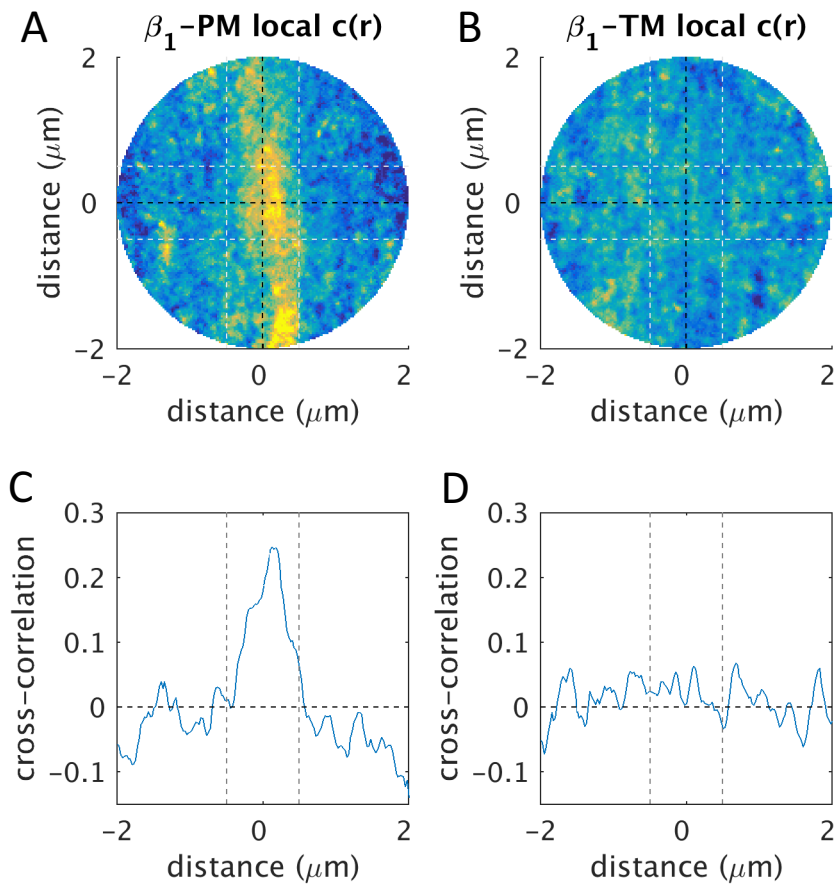 A
β1-PM local c(r)
2
0
-2
distance (μm)
-2
0
2
distance (μm)
B
β1-TM local c(r)
2
0
-2
distance (μm)
-2
0
2
distance (μm)
C
0.3
0.2
0.1
0
-0.1
cross-correlation
-2
0
2
distance (μm)
D
0.3
0.2
0.1
0
-0.1
cross-correlation
-2
0
2
distance (μm)